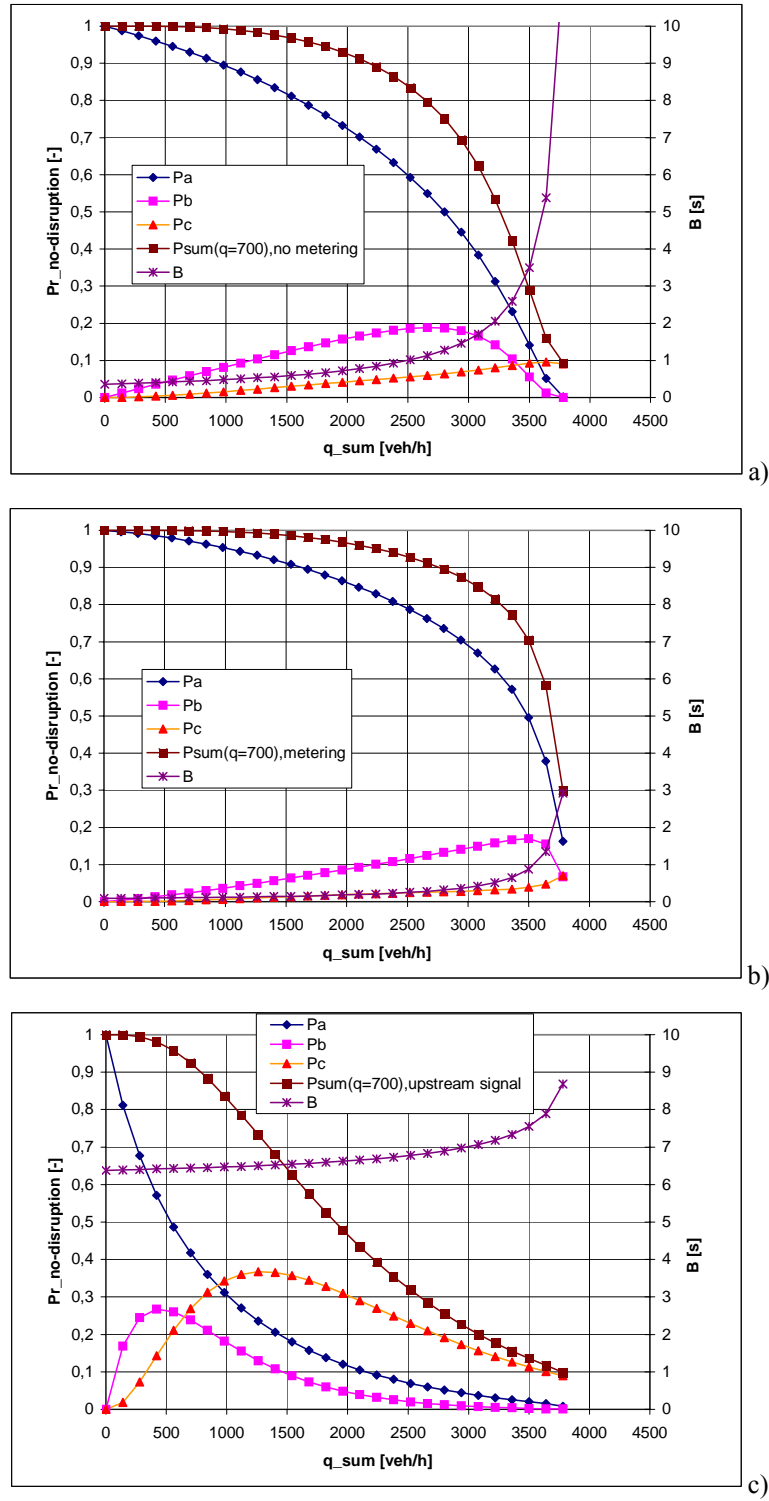 1 10
0,9 9
0,8 8
0,7 7
0,6 6
0,5 5
0,4 4
0,3 3
0,2 2
0,1 1
0 0
Pr_no-disruption [-]
B [s]
Pa
Pb
Pc
Psum(q=700),no metering
B
0 500 1000 1500 2000 2500 3000 3500 4000 4500
q_sum [veh/h]
a)
1 10
0,9 9
0,8 8
0,7 7
0,6 6
0,5 5
0,4 4
0,3 3
0,2 2
0,1 1
0 0
Pr_no-disruption [-]
B [s]
Pa
Pb
Pc
Psum(q=700),metering
B
0 500 1000 1500 2000 2500 3000 3500 4000 4500
q_sum [veh/h]
b)
Pa
Pb
Pc
Psum(q=700),upstream signal
B
1 10
0,9 9
0,8 8
0,7 7
0,6 6
0,5 5
0,4 4
0,3 3
0,2 2
0,1 1
0 0
Pr_no-disruption [-]
B [s]
0 500 1000 1500 2000 2500 3000 3500 4000 4500
q_sum [veh/h]
c)